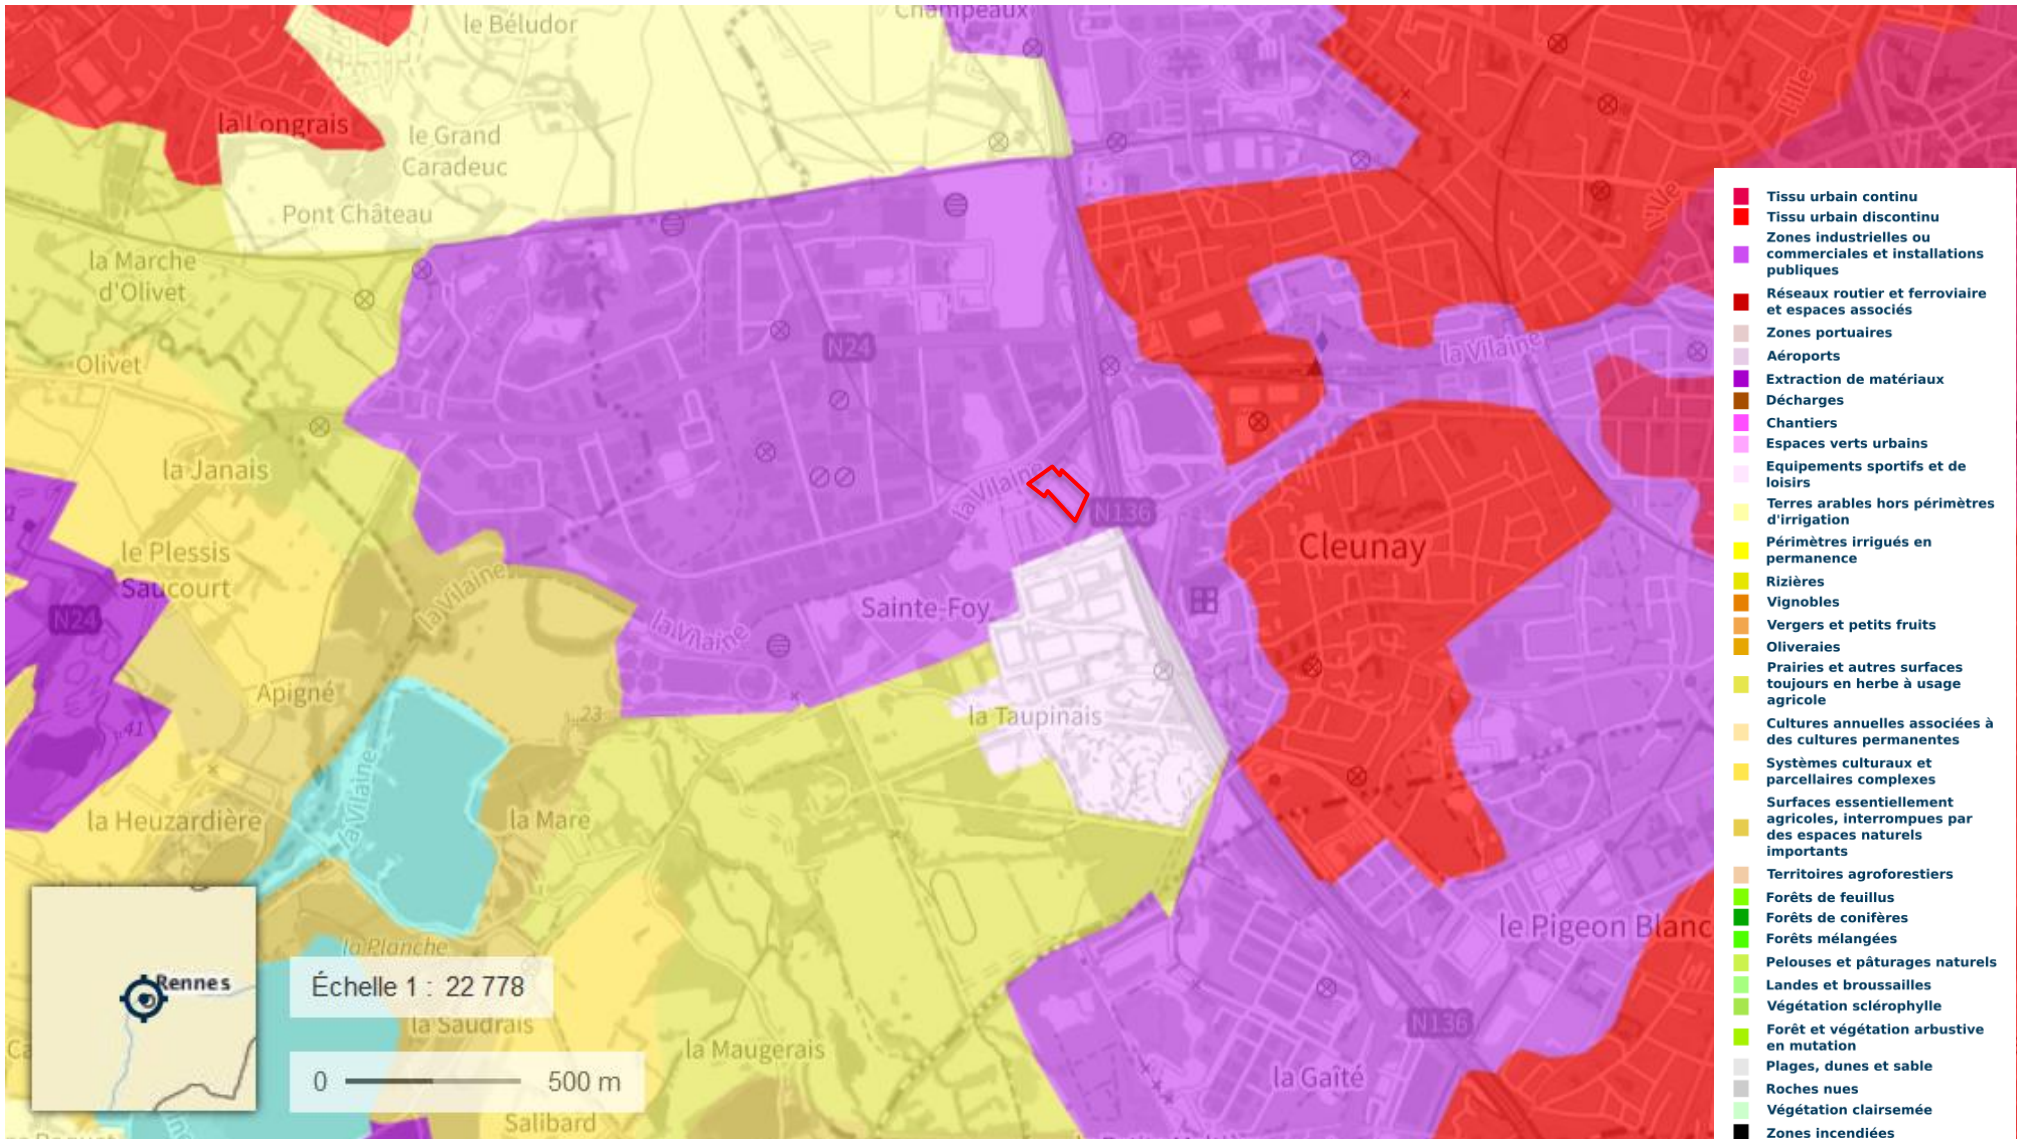 le Béludor
Champeaux
la Longrais
le Grand
Caradeuc
Pont Château
la Marche
d'Olivet
Olivet
N24
la Vilaine
la Janais
la Vilaine
N136
le Plessis
Saucourt
N24
la Vilaine
Cleunay
Sainte-Foy
la Vilaine
Apigné
23
la Taupinais
41
la Vilaine
la Heuzardière
la Mare
le Pigeon Blanc
la Planche
Rennes
Échelle 1 : 22 778
la Saudrais
N136
la Maugerais
la Gaîté
0 500 m
Salibard
Ille
Tissu urbain continu
Tissu urbain discontinu
Zones industrielles ou
commerciales et installations
publiques
Réseaux routier et ferroviaire
et espaces associés
Zones portuaires
Aéroports
Extraction de matériaux
Décharges
Chantiers
Espaces verts urbains
Equipements sportifs et de
loisirs
Terres arables hors périmètres
d'irrigation
Périmètres irrigués en
permanence
Rizières
Vignobles
Vergers et petits fruits
Oliveraies
Prairies et autres surfaces
toujours en herbe à usage
agricole
Cultures annuelles associées à
des cultures permanentes
Systèmes culturaux et
parcellaires complexes
Surfaces essentiellement
agricoles, interrompues par
des espaces naturels
importants
Territoires agroforestiers
Forêts de feuillus
Forêts de conifères
Forêts mélangées
Pelouses et pâturages naturels
Landes et broussailles
Végétation sclérophylle
Forêt et végétation arbustive
en mutation
Plages, dunes et sable
Roches nues
Végétation clairsemée
Zones incendiées